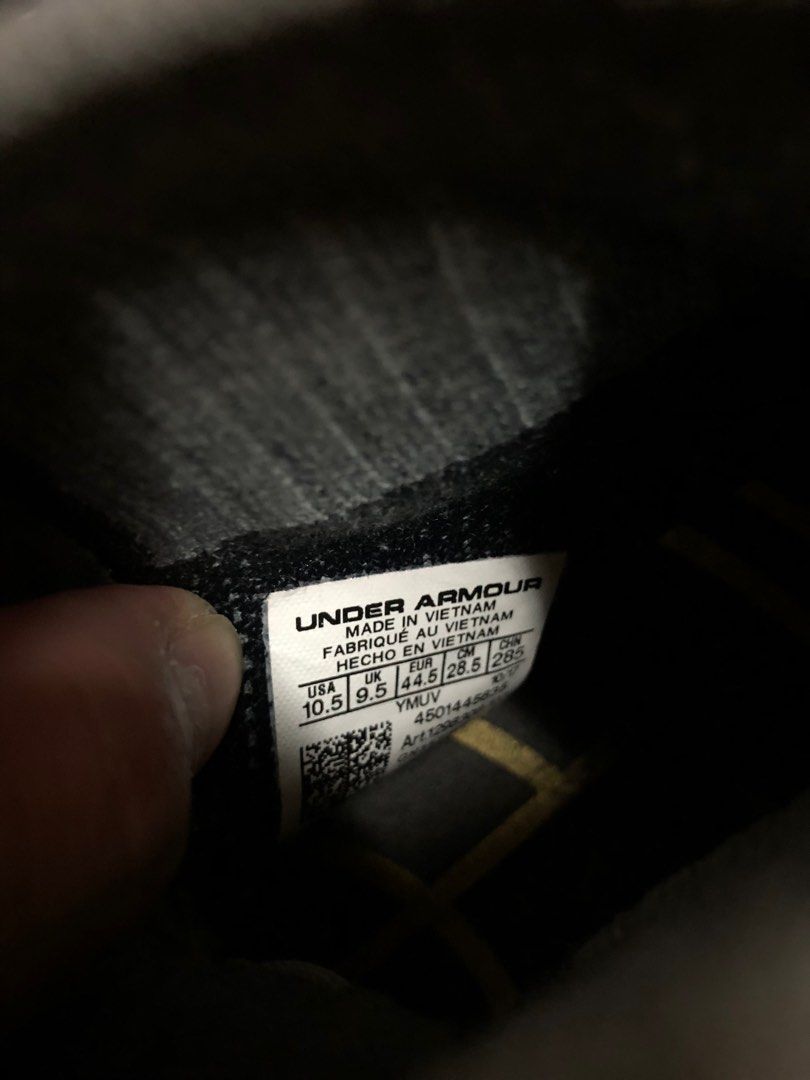 UNDER ARMOUR
MADE IN VIETNAM
FABRIQUÉ AU VIETNAM
HECHO EN VIETNAM
USA UK EUR CM CHN
10.5 9.5 44.5 28.5 285
YMUV